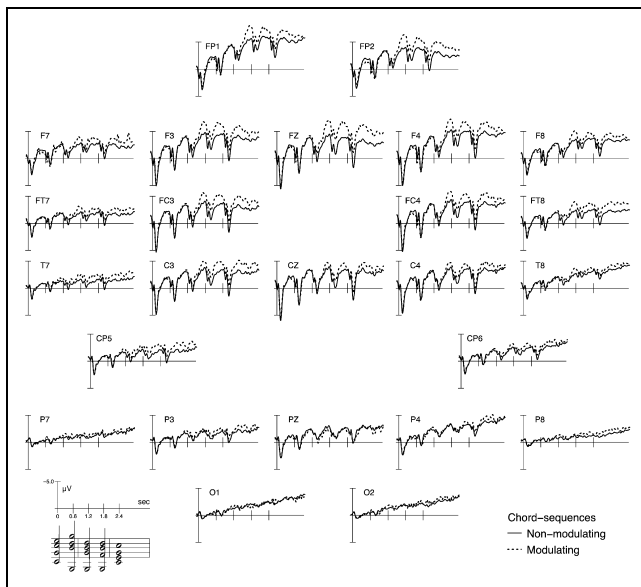 FP1 FP2
F7 F3 FZ F4 F8
FT7 FC3 FC4 FT8
T7 C3 CZ C4 T8
CP5 CP6
P7 P3 PZ P4 P8
O1 O2
-5.0
µV
sec
0 0.6 1.2 1.8 2.4
Chord-sequences
Non-modulating
Modulating